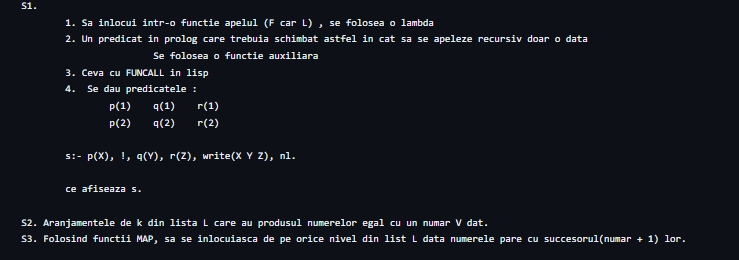 S1.
1. Sa inlocui intr-o functie apelul (F car L) , se folosea o lambda
2. Un predicat in prolog care trebuia schimbat astfel in cat sa se apeleze recursiv doar o data
Se folosea o functie auxiliara
3. Ceva cu FUNCALL in lisp
4. Se dau predicatele :
p(1) q(1) r(1)
p(2) q(2) r(2)
s:- p(X), !, q(Y), r(Z), write(X Y Z), nl.
ce afiseaza s.
S2. Aranjamentele de k din lista L care au produsul numerelor egal cu un numar V dat.
S3. Folosind functii MAP, sa se inlocuiasca de pe orice nivel din list L data numerele pare cu succesorul(numar + 1) lor.